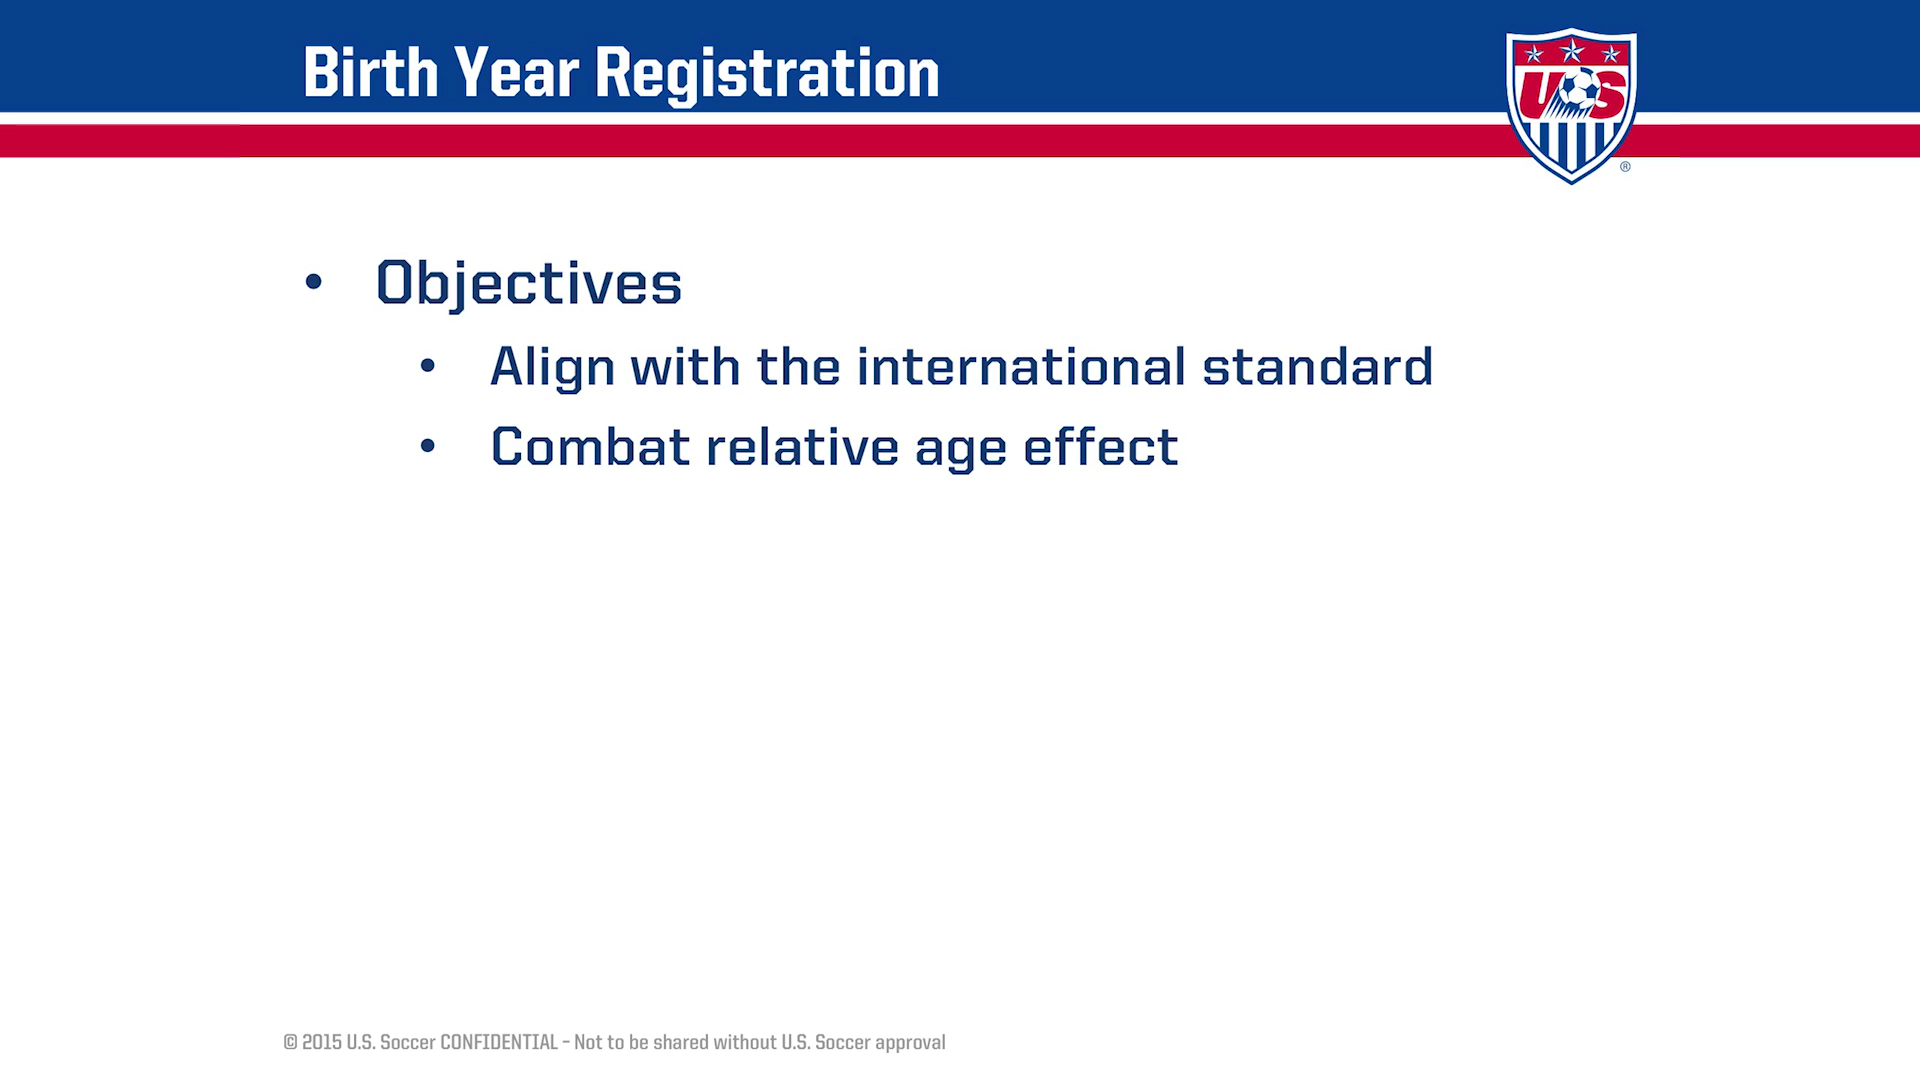 Birth Year Registration
US
®
• Objectives
• Align with the international standard
• Combat relative age effect
© 2015 U.S. Soccer CONFIDENTIAL – Not to be shared without U.S. Soccer approval